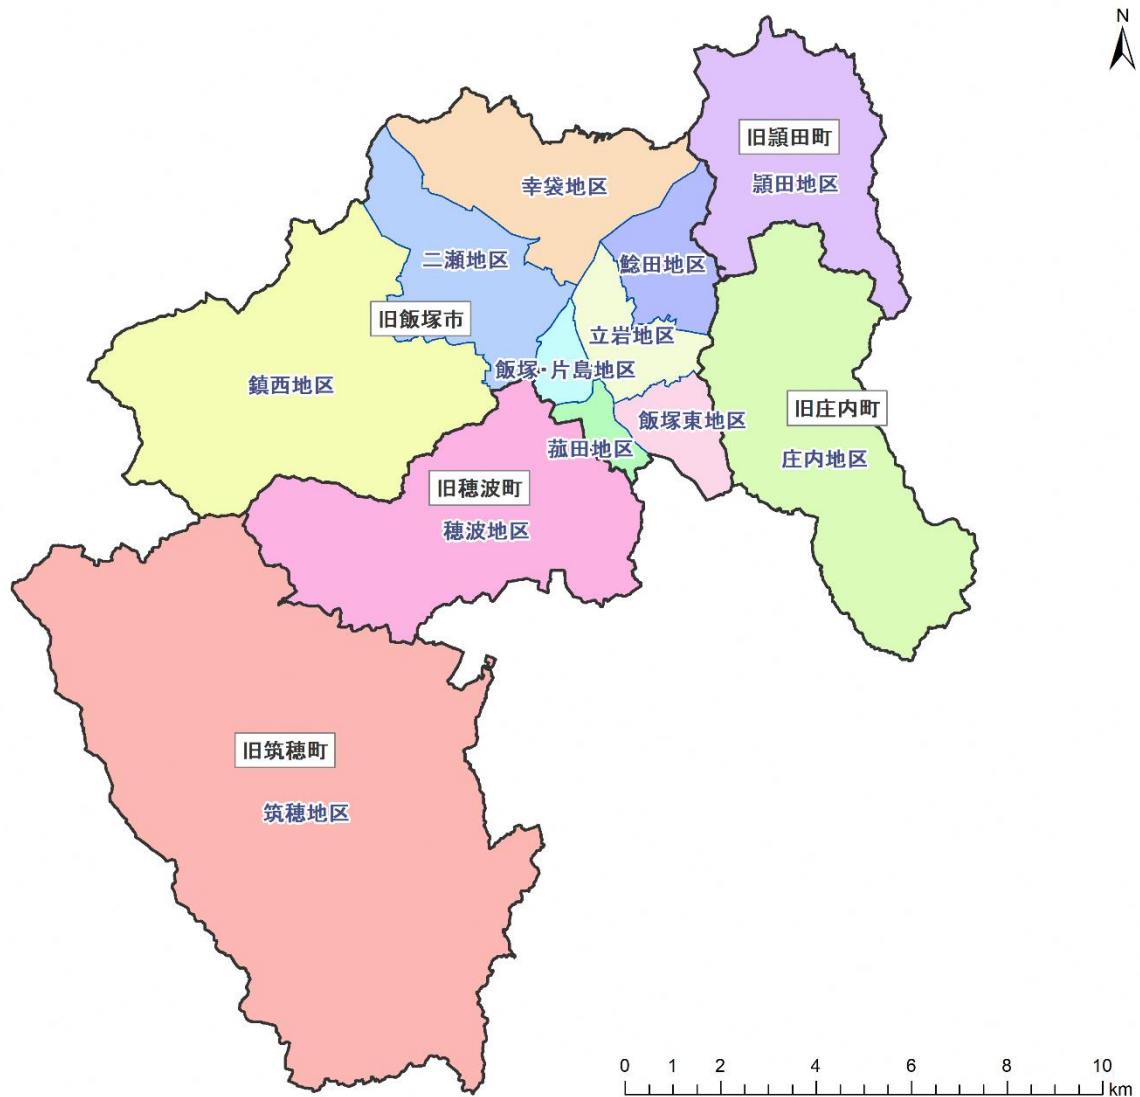 N
旧頴田町
頴田地区
幸袋地区
二瀬地区
鯰田地区
旧飯塚市
立岩地区
飯塚・片島地区
鎮西地区
旧庄内町
飯塚東地区
菰田地区
庄内地区
旧穂波町
穂波地区
旧筑穂町
筑穂地区
0 1 2 4 6 8 10
km